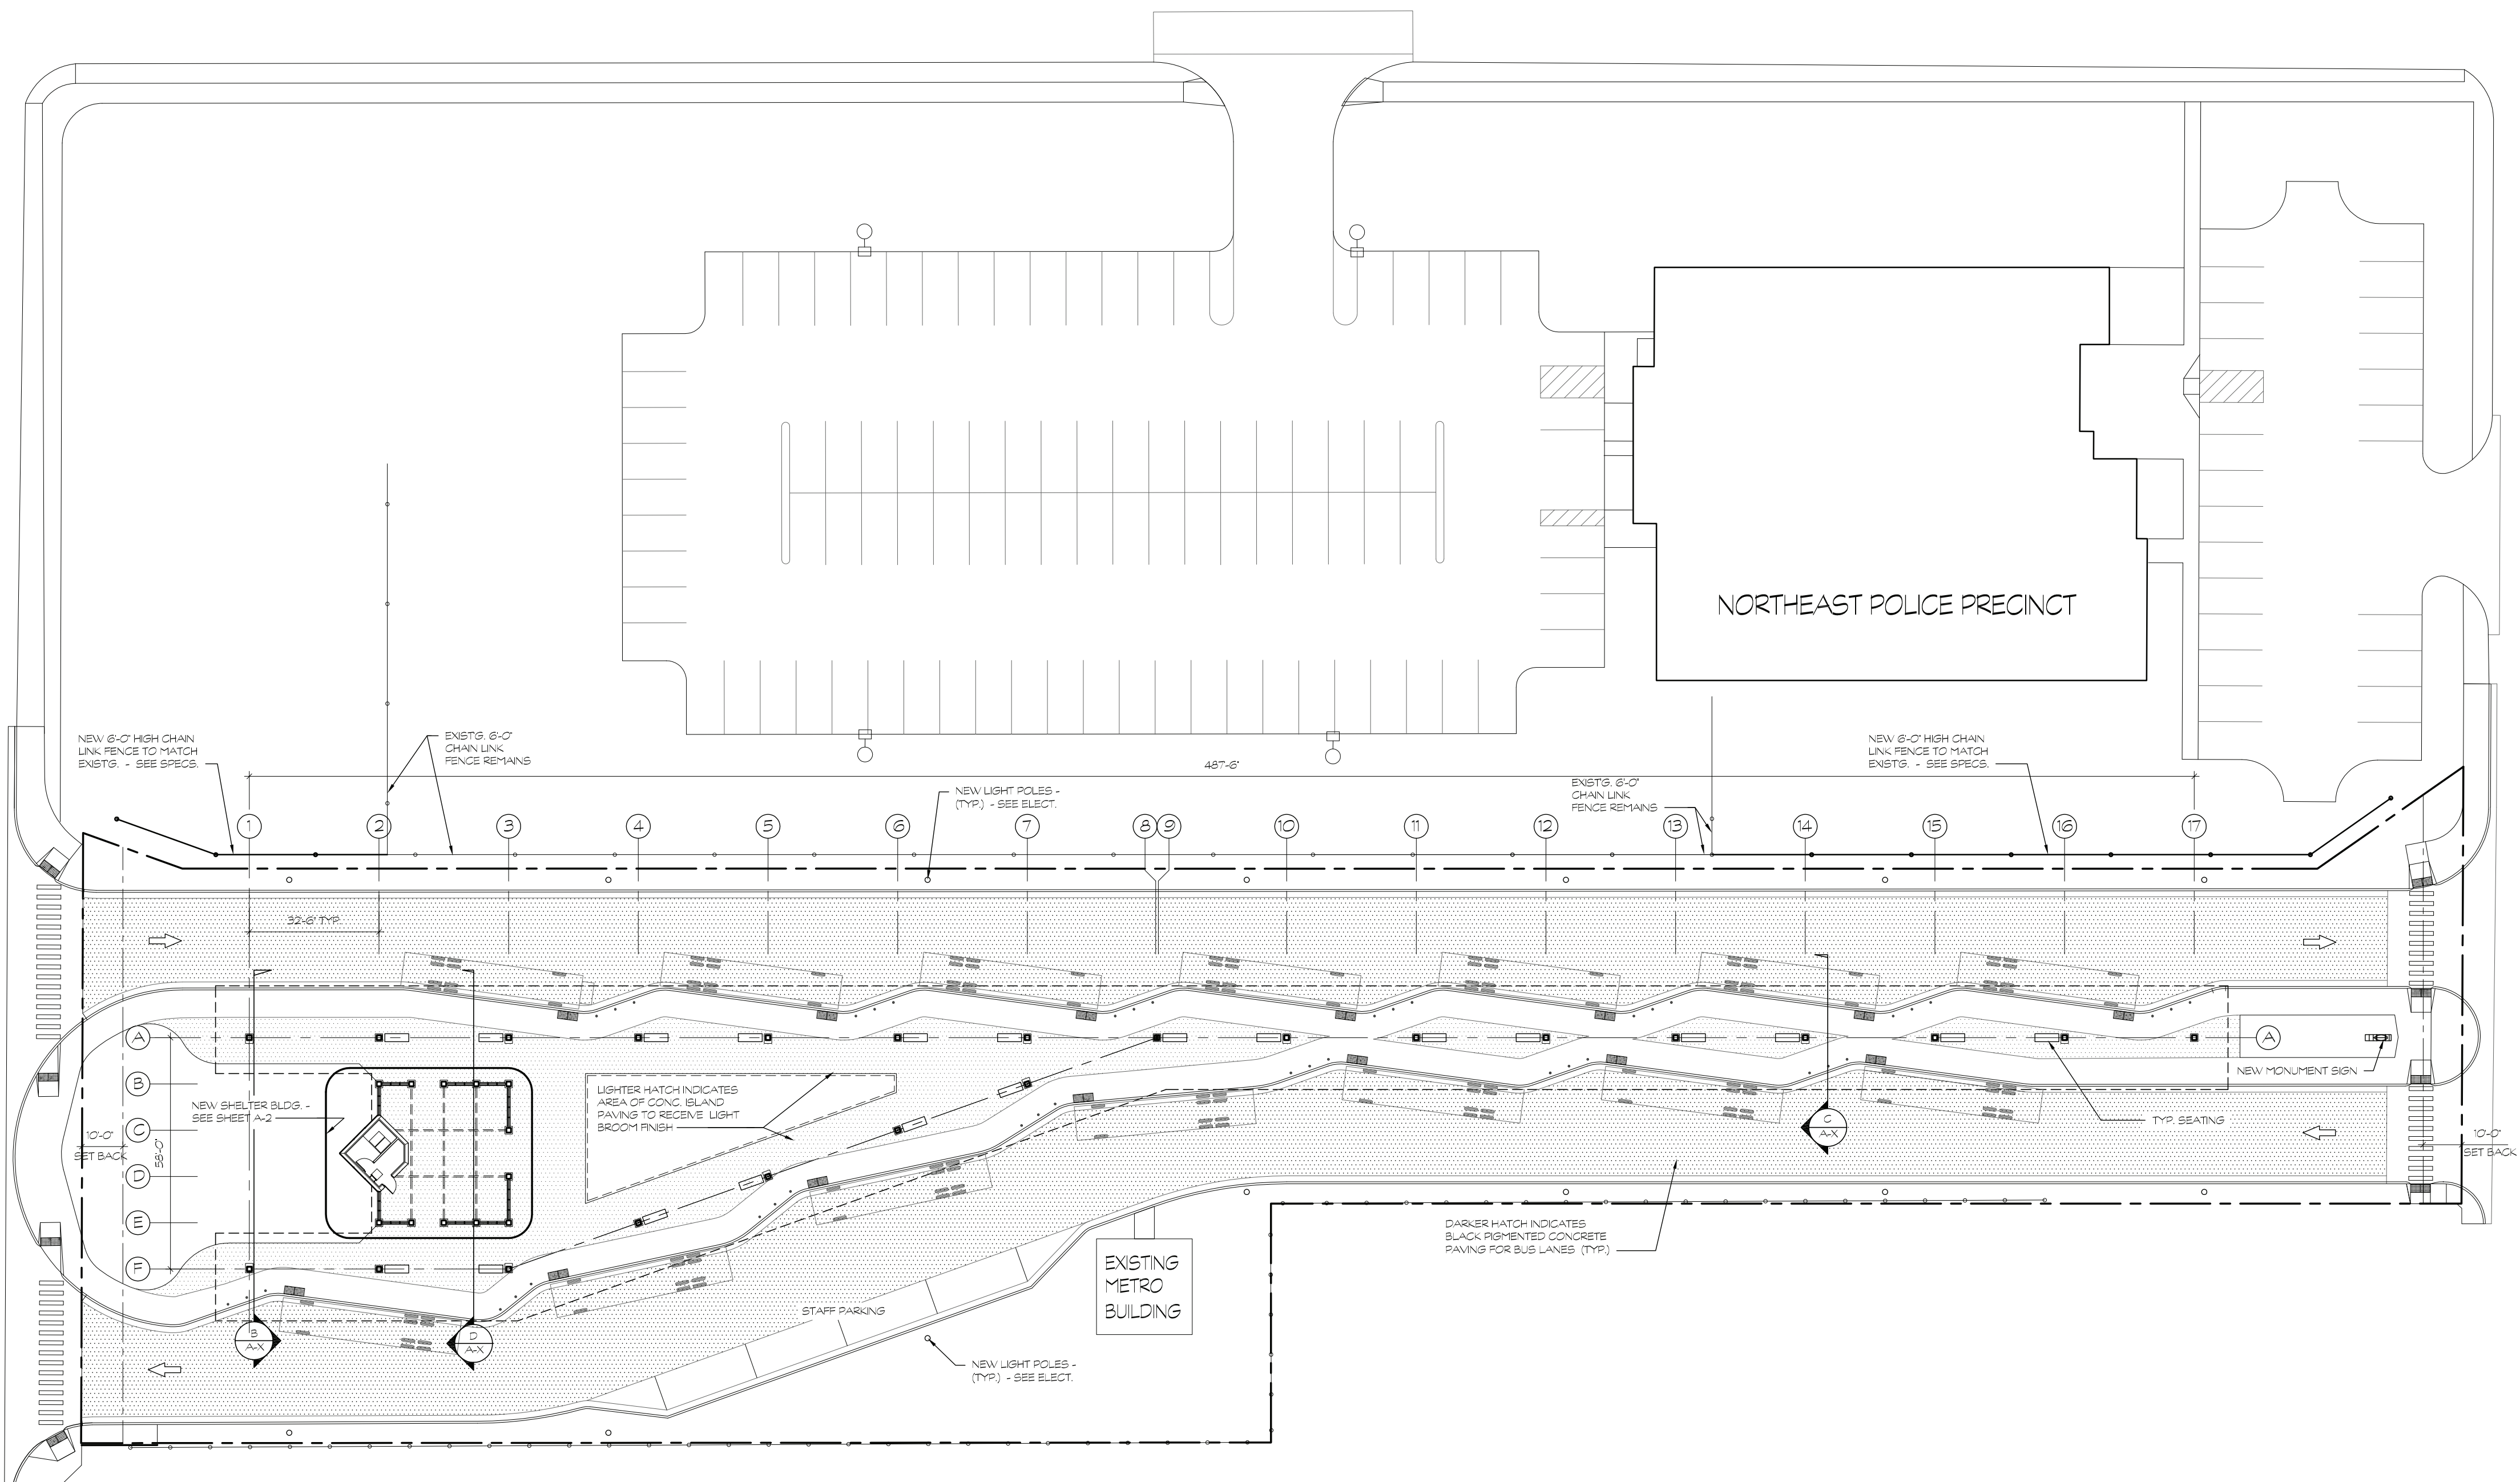 NORTHEAST POLICE PRECINCT
NEW 6'-0" HIGH CHAIN
LINK FENCE TO MATCH
EXIST'G. - SEE SPECS.
EXIST'G. 6'-0"
CHAIN LINK
FENCE REMAINS
487'-6"
NEW LIGHT POLES -
(TYP.) - SEE ELECT.
EXIST'G. 6'-0"
CHAIN LINK
FENCE REMAINS
NEW 6'-0" HIGH CHAIN
LINK FENCE TO MATCH
EXIST'G. - SEE SPECS.
1 2 3 4 5 6 7 8 9 10 11 12 13 14 15 16 17
32'-6" TYP.
A
B
C
D
E
F
A
NEW MONUMENT SIGN
NEW SHELTER BLDG. -
SEE SHEET A-2
LIGHTER HATCH INDICATES
AREA OF CONC. ISLAND
PAVING TO RECEIVE LIGHT
BROOM FINISH
C
A-X
TYP. SEATING
10'-0"
SET BACK
58'-0"
10'-0"
SET BACK
DARKER HATCH INDICATES
BLACK PIGMENTED CONCRETE
PAVING FOR BUS LANES (TYP.)
EXISTING
METRO
BUILDING
STAFF PARKING
B
A-X
D
A-X
NEW LIGHT POLES -
(TYP.) - SEE ELECT.